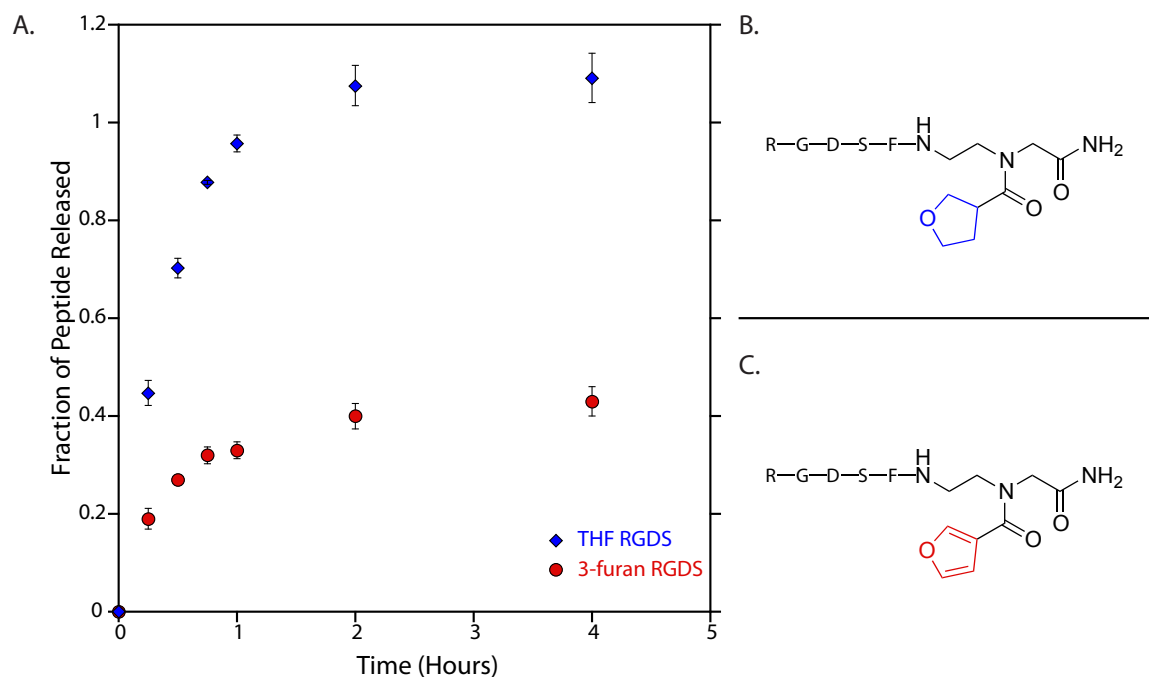 A.
Fraction of Peptide Released
1.2
1
0.8
0.6
0.4
0.2
0
0 1 2 3 4 5
Time (Hours)
THF RGDS
3-furan RGDS
B.
R G D S F H N N NH2
O O O
C.
R G D S F H N N NH2
O O O